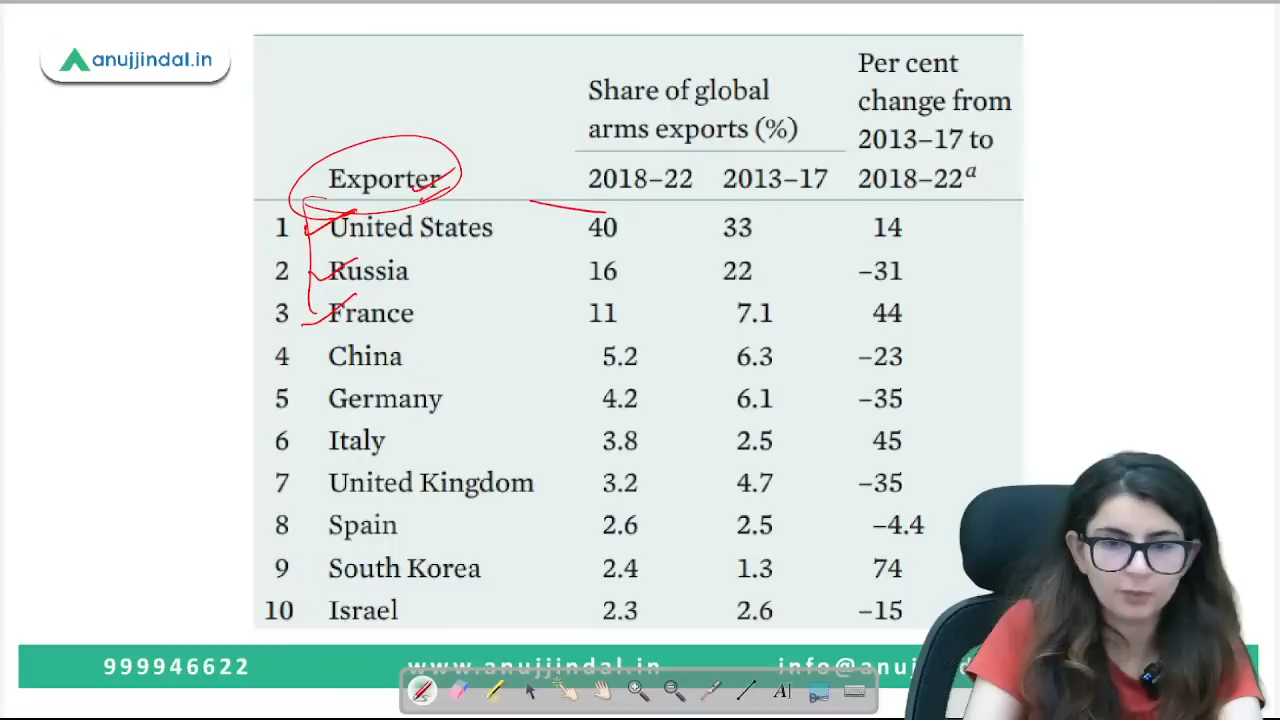 anujjindal.in
Share of global
arms exports (%)
Per cent
change from
2013–17 to
2018–22a
Exporter 2018–22 2013–17
1 United States 40 33 14
2 Russia 16 22 –31
3 France 11 7.1 44
4 China 5.2 6.3 –23
5 Germany 4.2 6.1 –35
6 Italy 3.8 2.5 45
7 United Kingdom 3.2 4.7 –35
8 Spain 2.6 2.5 –4.4
9 South Korea 2.4 1.3 74
10 Israel 2.3 2.6 –15
999946622 www.anujjindal.in
A